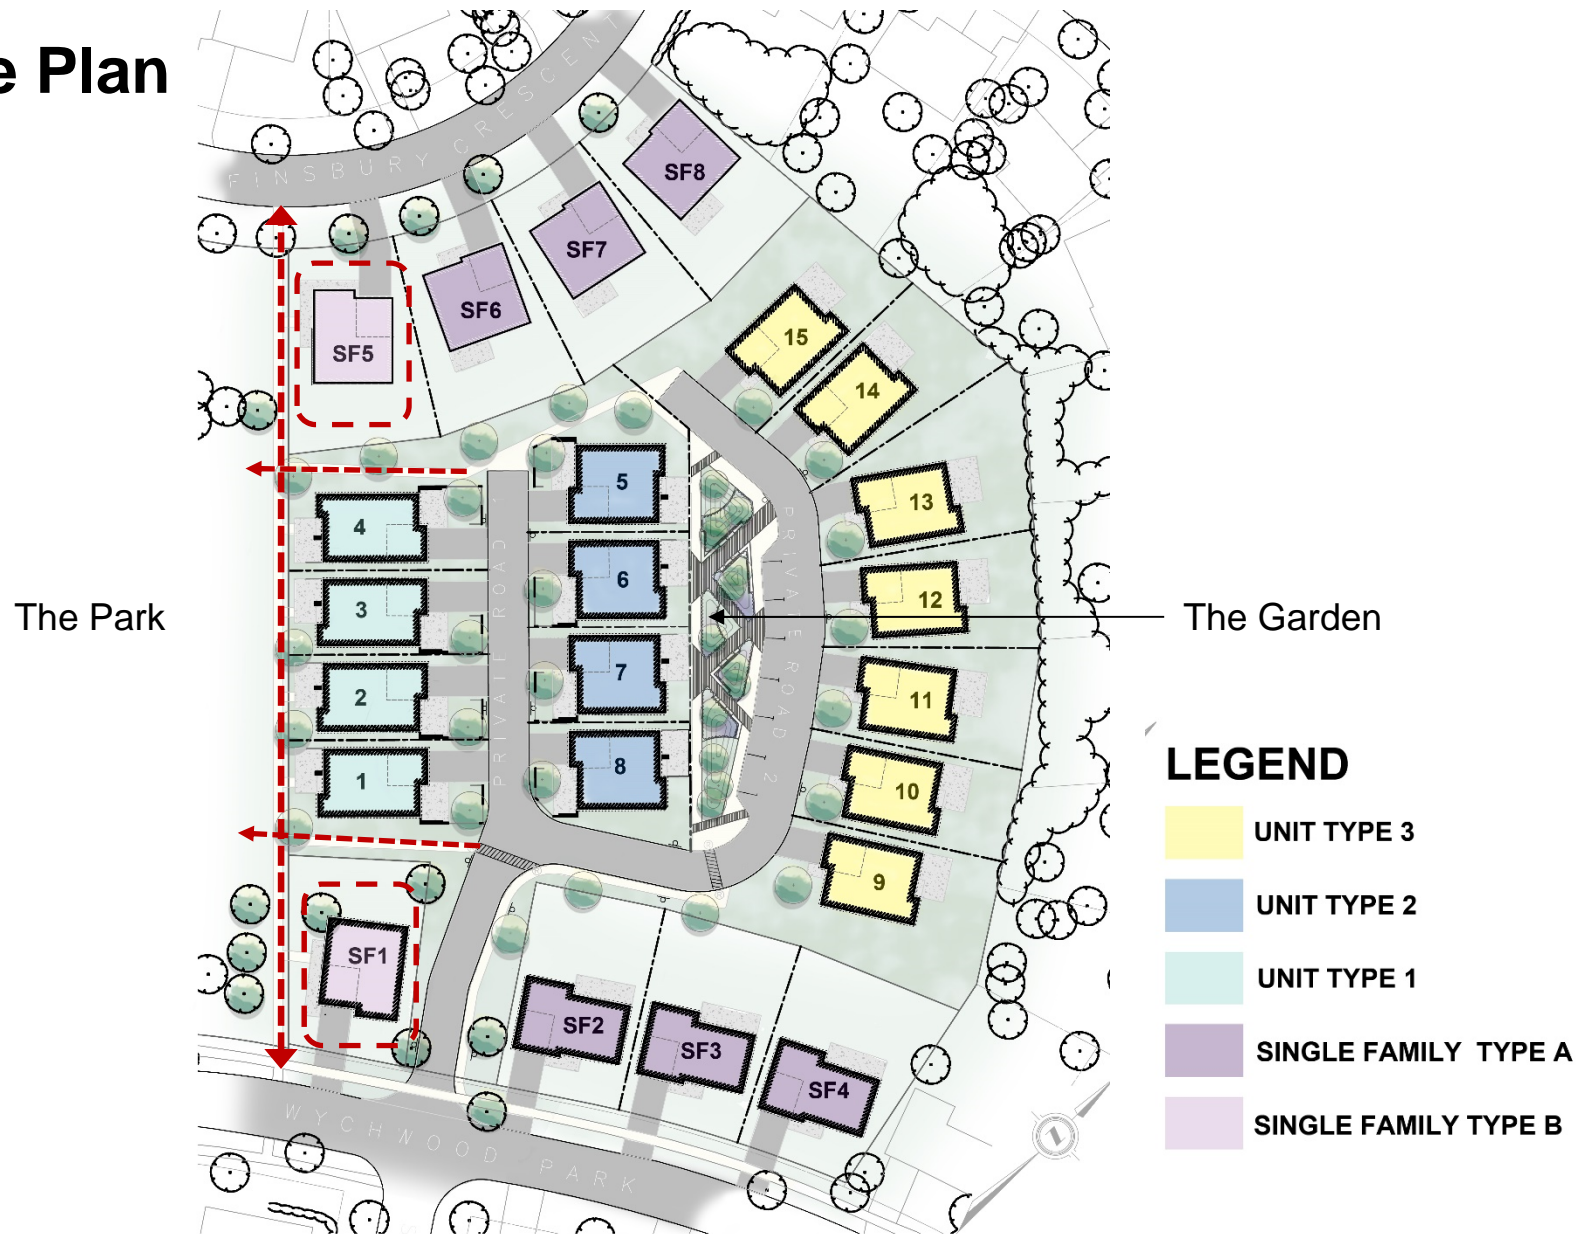 e Plan
FINSBURY CRESCENT
SF8
SF7
SF6
SF5
15
14
13
12
11
10
9
5
6
7
8
4
3
2
1
PRIVATE ROAD 1
PRIVATE ROAD 2
The Park
The Garden
SF1
SF2
SF3
SF4
WYCHWOOD PARK
LEGEND
UNIT TYPE 3
UNIT TYPE 2
UNIT TYPE 1
SINGLE FAMILY TYPE A
SINGLE FAMILY TYPE B